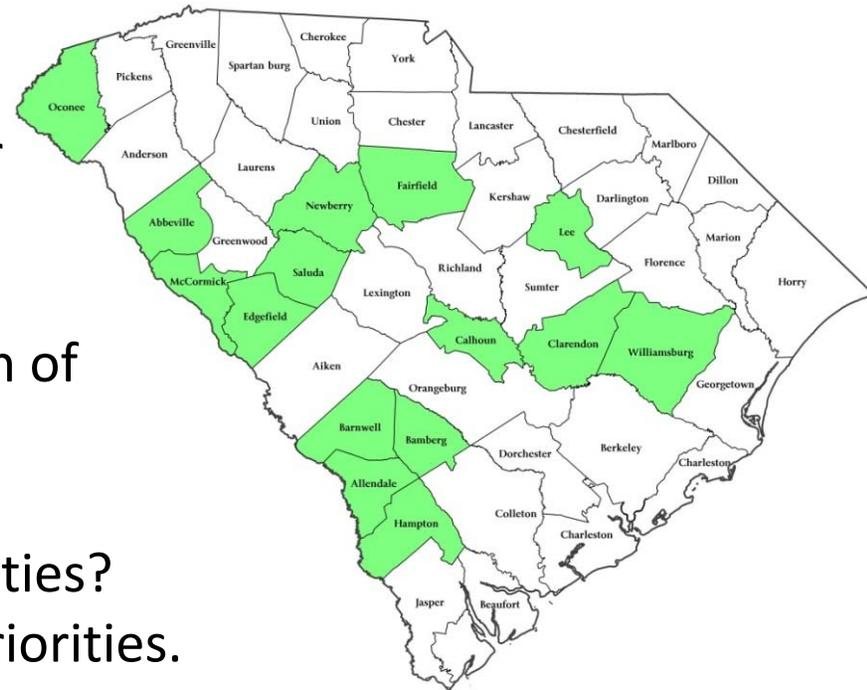 Cherokee
Greenville
York
Spartan burg
Pickens
Oconee
Union
Chester
Lancaster
Chesterfield
Marlboro
Anderson
Laurens
Dillon
Fairfield
Kershaw
Darlington
Newberry
Abbeville
Lee
Marion
Greenwood
Florence
Saluda
Richland
McCormick
Horry
Sumter
Lexington
Edgefield
Calhoun
Clarendon
Williamsburg
n of
Aiken
Orangeburg
Georgetown
Barnwell
Bamberg
Berkeley
Dorchester
Charleston
Allendale
Colleton
Hampton
Charleston
ties?
Jasper
Beaufort
riorities.